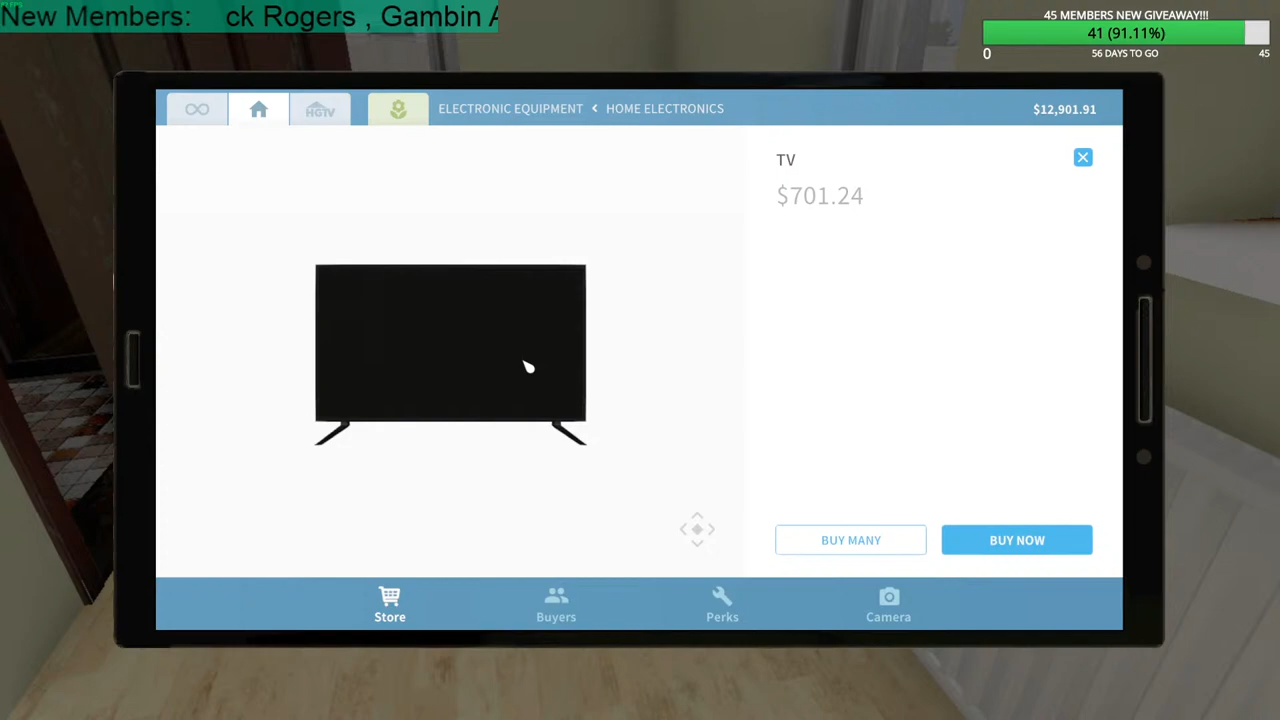 New Members: ck Rogers , Gambin A
45 MEMBERS NEW GIVEAWAY!!!
41 (91.11%)
0 56 DAYS TO GO 45
HGTV ELECTRONIC EQUIPMENT < HOME ELECTRONICS $12,901.91
TV
$701.24
BUY MANY BUY NOW
Store Buyers Perks Camera